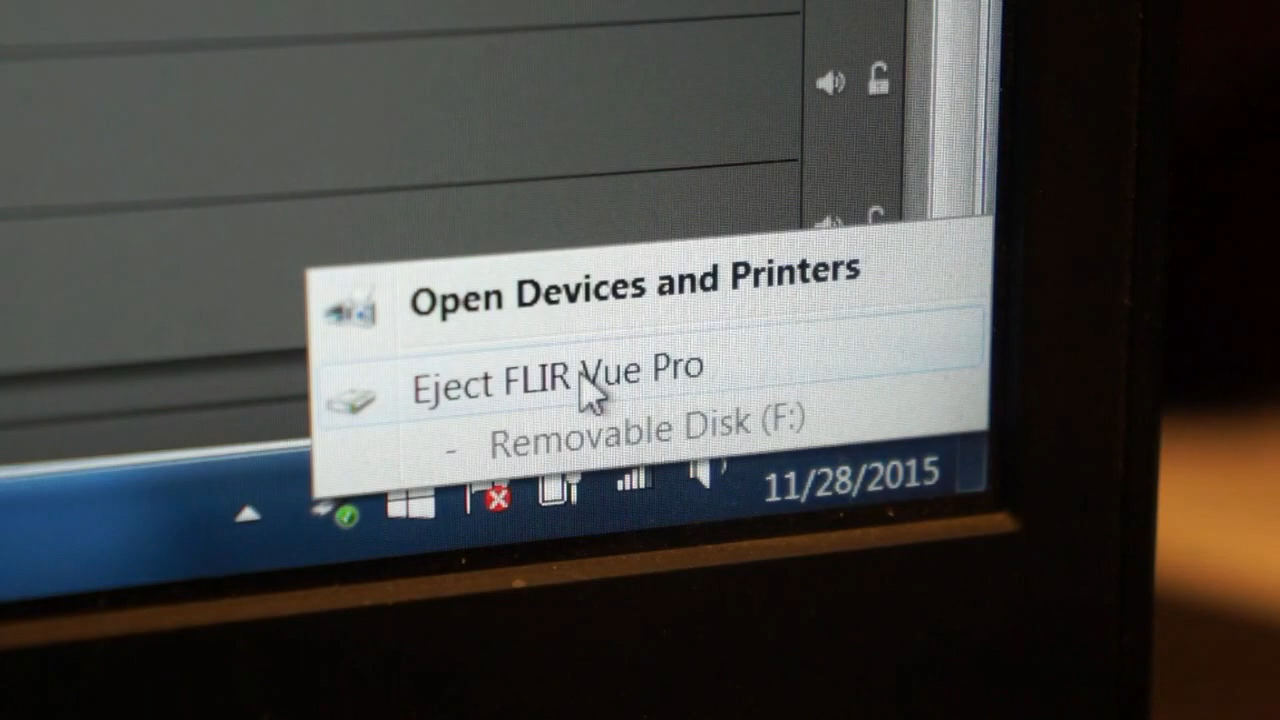 Open Devices and Printers
Eject FLIR Vue Pro
- Removable Disk (F:)
11/28/2015